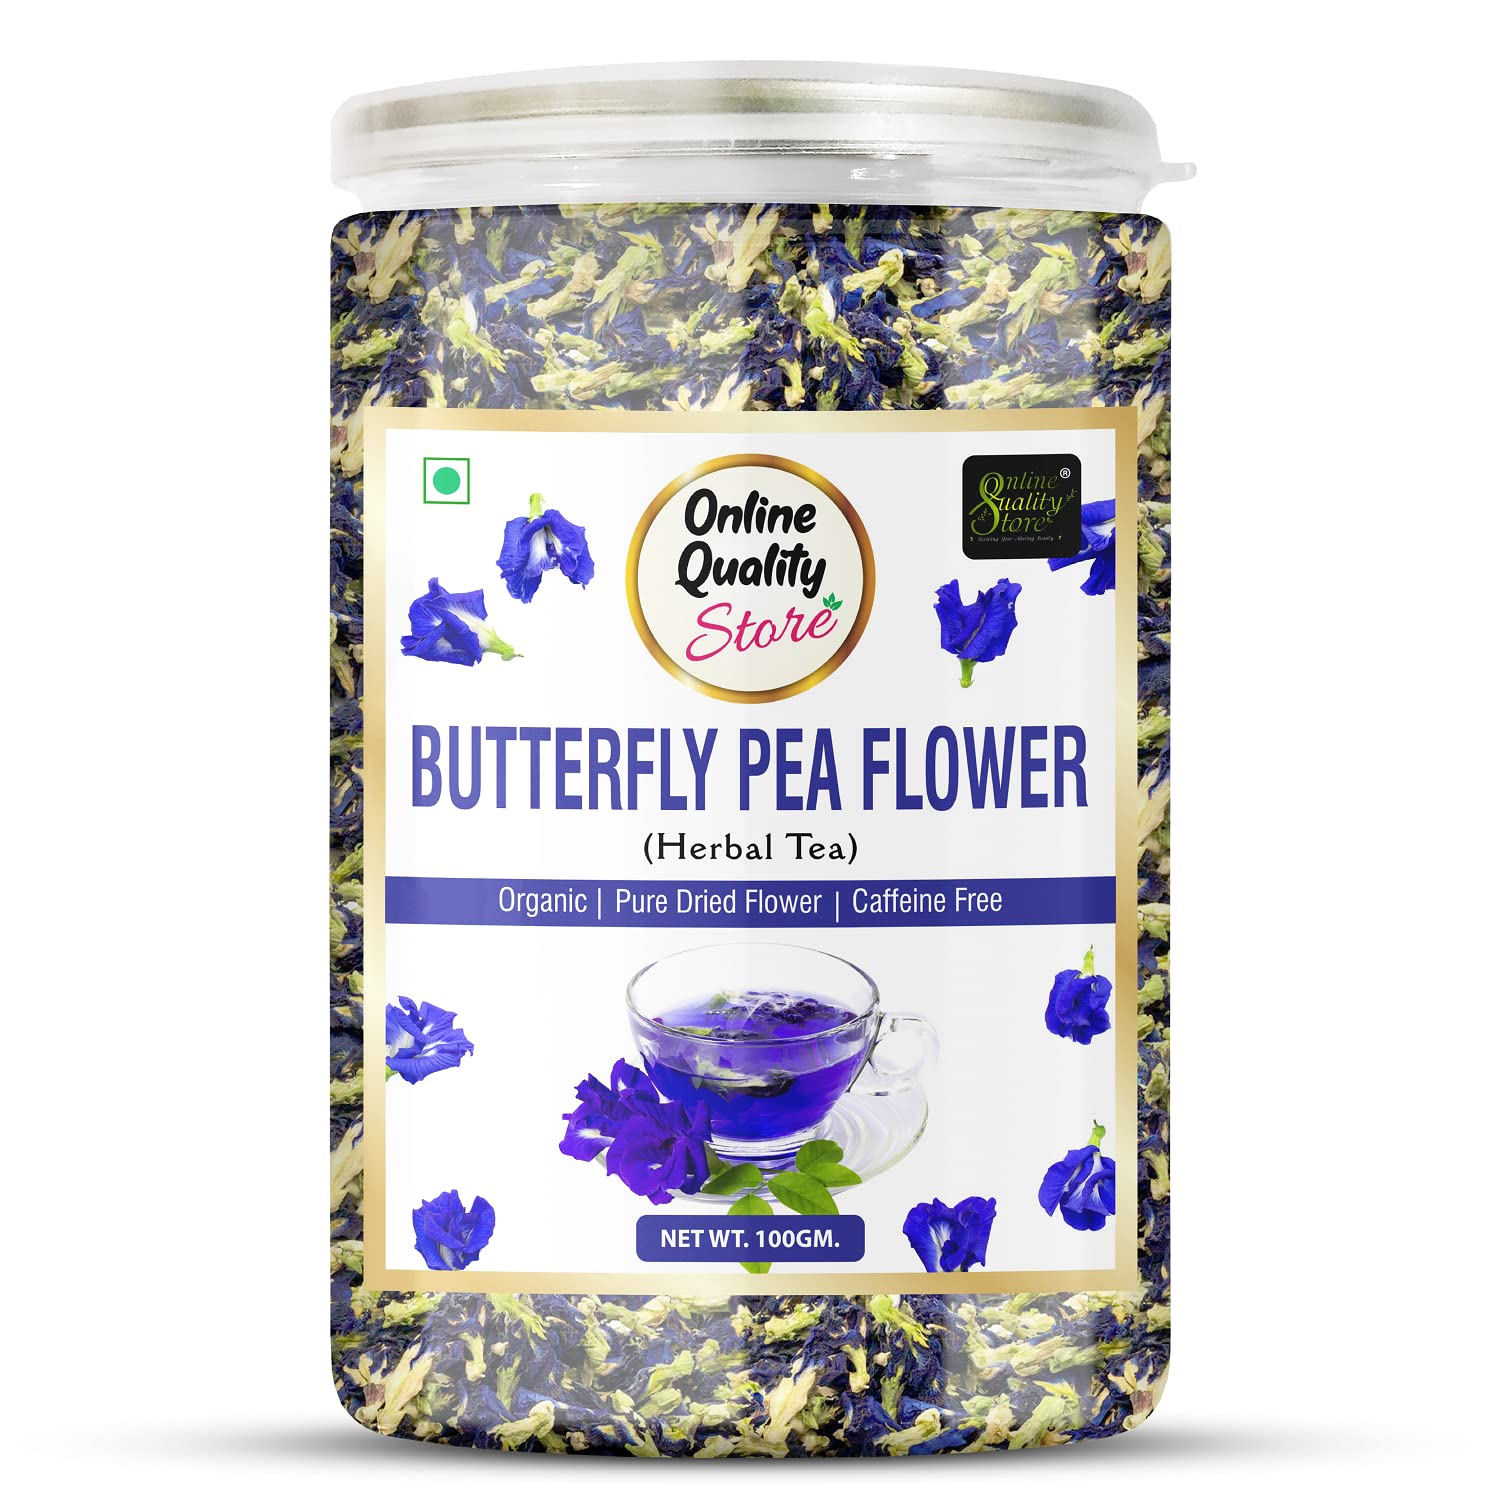 Online
Quality
Store
Online®
Quality
Store
BUTTERFLY PEA FLOWER
(Herbal Tea)
Organic | Pure Dried Flower | Caffeine Free
NET WT. 100GM.